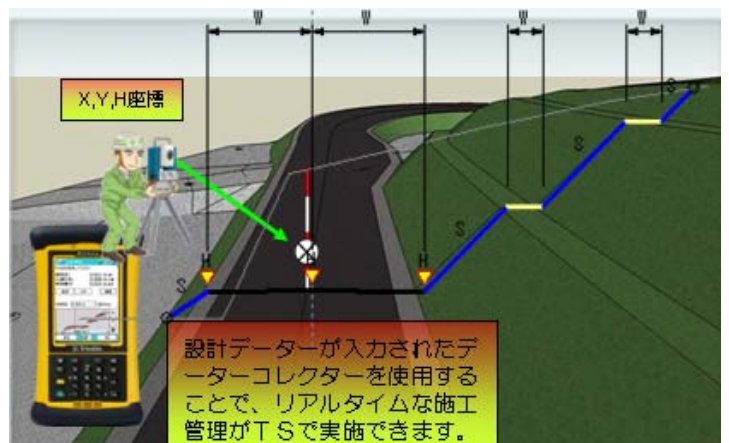 W W W W
X,Y,H座標
S
S
S
H H
S
設計データーが入力されたデ
ーターコレクターを使用する
ことで、リアルタイムな施工
管理がTSで実施できます。